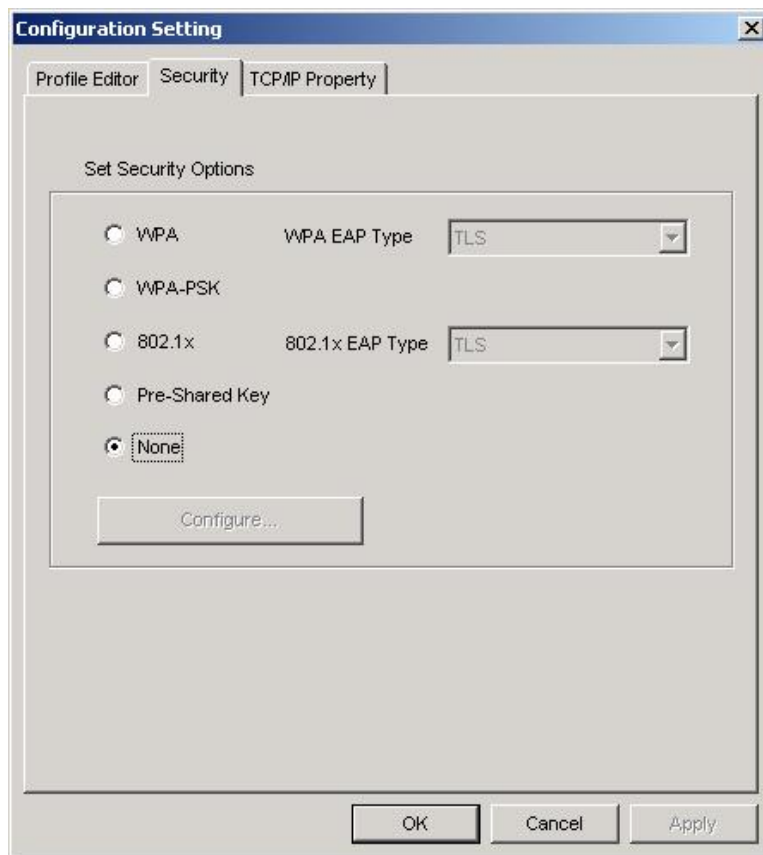 Configuration Setting
Profile Editor Security TCP/IP Property
Set Security Options
WPA WPA EAP Type TLS
WPA-PSK
802.1x 802.1x EAP Type TLS
Pre-Shared Key
None
Configure...
OK Cancel Apply